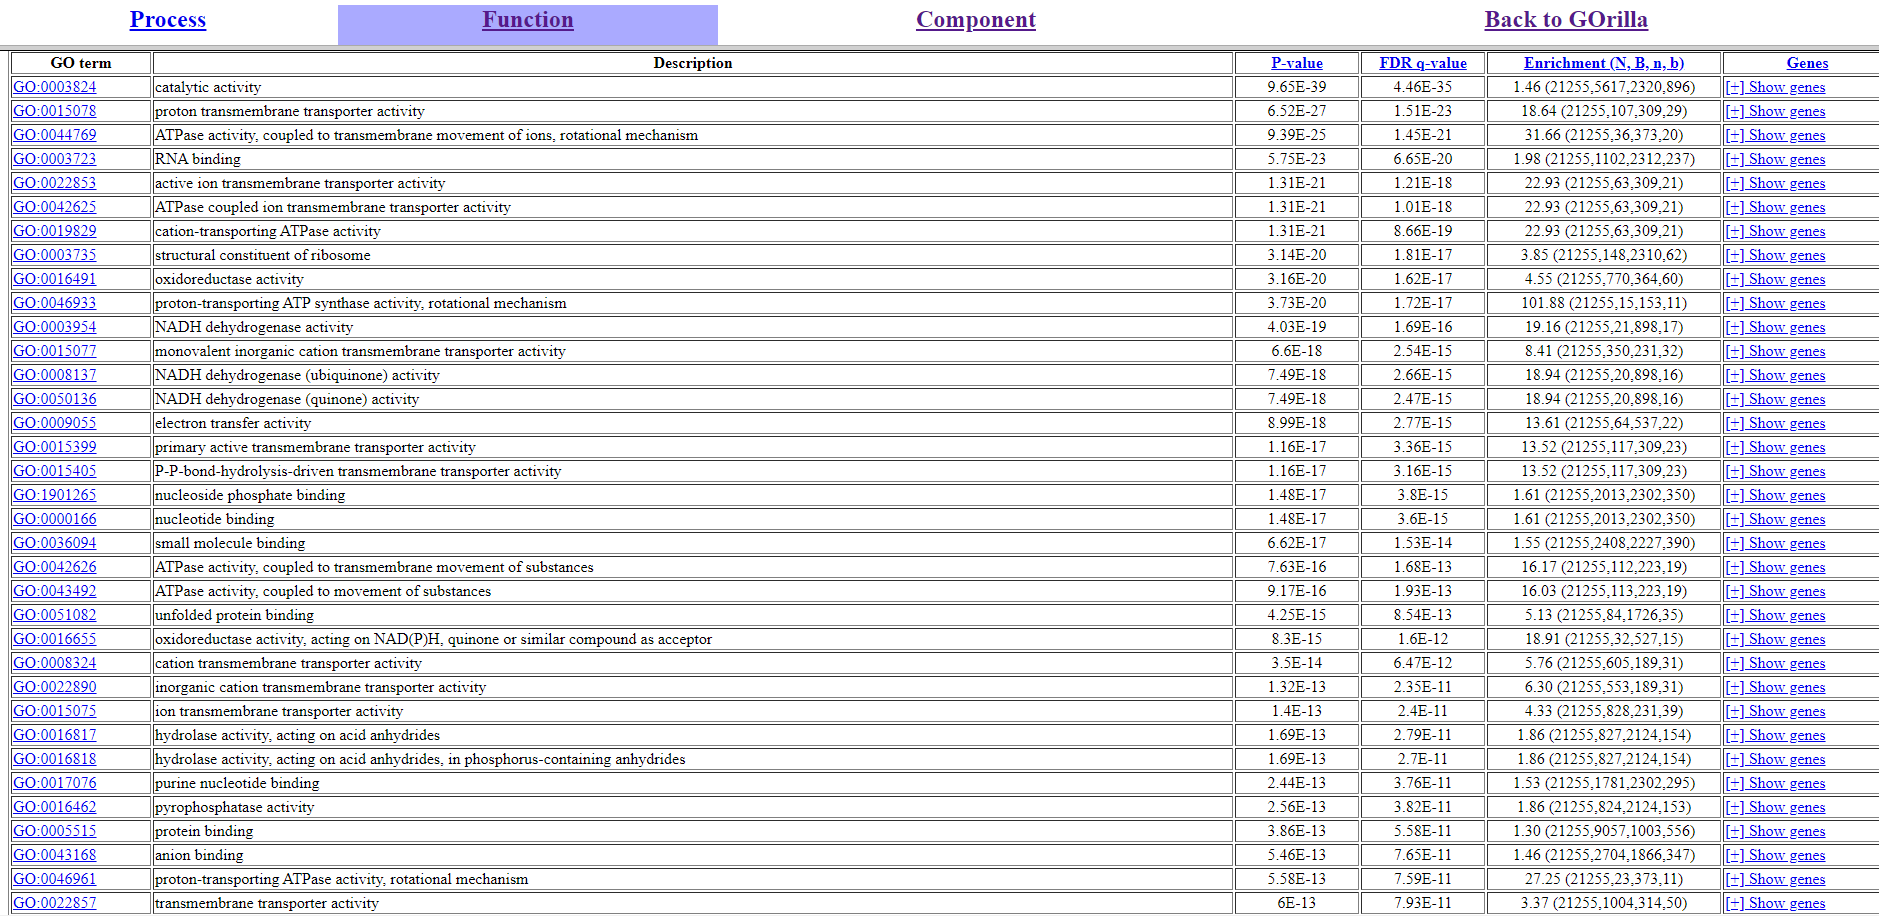 Process Function Component Back to GOrilla
GO term Description P-value FDR q-value Enrichment (N, B, n, b) Genes
GO:0003824 catalytic activity 9.65E-39 4.46E-35 1.46 (21255,5617,2320,896) [+] Show genes
GO:0015078 proton transmembrane transporter activity 6.52E-27 1.51E-23 18.64 (21255,107,309,29) [+] Show genes
GO:0044769 ATPase activity, coupled to transmembrane movement of ions, rotational mechanism 9.39E-25 1.45E-21 31.66 (21255,36,373,20) [+] Show genes
GO:0003723 RNA binding 5.75E-23 6.65E-20 1.98 (21255,1102,2312,237) [+] Show genes
GO:0022853 active ion transmembrane transporter activity 1.31E-21 1.21E-18 22.93 (21255,63,309,21) [+] Show genes
GO:0042625 ATPase coupled ion transmembrane transporter activity 1.31E-21 1.01E-18 22.93 (21255,63,309,21) [+] Show genes
GO:0019829 cation-transporting ATPase activity 1.31E-21 8.66E-19 22.93 (21255,63,309,21) [+] Show genes
GO:0003735 structural constituent of ribosome 3.14E-20 1.81E-17 3.85 (21255,148,2310,62) [+] Show genes
GO:0016491 oxidoreductase activity 3.16E-20 1.62E-17 4.55 (21255,770,364,60) [+] Show genes
GO:0046933 proton-transporting ATP synthase activity, rotational mechanism 3.73E-20 1.72E-17 101.88 (21255,15,153,11) [+] Show genes
GO:0003954 NADH dehydrogenase activity 4.03E-19 1.69E-16 19.16 (21255,21,898,17) [+] Show genes
GO:0015077 monovalent inorganic cation transmembrane transporter activity 6.6E-18 2.54E-15 8.41 (21255,350,231,32) [+] Show genes
GO:0008137 NADH dehydrogenase (ubiquinone) activity 7.49E-18 2.66E-15 18.94 (21255,20,898,16) [+] Show genes
GO:0050136 NADH dehydrogenase (quinone) activity 7.49E-18 2.47E-15 18.94 (21255,20,898,16) [+] Show genes
GO:0009055 electron transfer activity 8.99E-18 2.77E-15 13.61 (21255,64,537,22) [+] Show genes
GO:0015399 primary active transmembrane transporter activity 1.16E-17 3.36E-15 13.52 (21255,117,309,23) [+] Show genes
GO:0015405 P-P-bond-hydrolysis-driven transmembrane transporter activity 1.16E-17 3.16E-15 13.52 (21255,117,309,23) [+] Show genes
GO:1901265 nucleoside phosphate binding 1.48E-17 3.8E-15 1.61 (21255,2013,2302,350) [+] Show genes
GO:0000166 nucleotide binding 1.48E-17 3.6E-15 1.61 (21255,2013,2302,350) [+] Show genes
GO:0036094 small molecule binding 6.62E-17 1.53E-14 1.55 (21255,2408,2227,390) [+] Show genes
GO:0042626 ATPase activity, coupled to transmembrane movement of substances 7.63E-16 1.68E-13 16.17 (21255,112,223,19) [+] Show genes
GO:0043492 ATPase activity, coupled to movement of substances 9.17E-16 1.93E-13 16.03 (21255,113,223,19) [+] Show genes
GO:0051082 unfolded protein binding 4.25E-15 8.54E-13 5.13 (21255,84,1726,35) [+] Show genes
GO:0016655 oxidoreductase activity, acting on NAD(P)H, quinone or similar compound as acceptor 8.3E-15 1.6E-12 18.91 (21255,32,527,15) [+] Show genes
GO:0008324 cation transmembrane transporter activity 3.5E-14 6.47E-12 5.76 (21255,605,189,31) [+] Show genes
GO:0022890 inorganic cation transmembrane transporter activity 1.32E-13 2.35E-11 6.30 (21255,553,189,31) [+] Show genes
GO:0015075 ion transmembrane transporter activity 1.4E-13 2.4E-11 4.33 (21255,828,231,39) [+] Show genes
GO:0016817 hydrolase activity, acting on acid anhydrides 1.69E-13 2.79E-11 1.86 (21255,827,2124,154) [+] Show genes
GO:0016818 hydrolase activity, acting on acid anhydrides, in phosphorus-containing anhydrides 1.69E-13 2.7E-11 1.86 (21255,827,2124,154) [+] Show genes
GO:0017076 purine nucleotide binding 2.44E-13 3.76E-11 1.53 (21255,1781,2302,295) [+] Show genes
GO:0016462 pyrophosphatase activity 2.56E-13 3.82E-11 1.86 (21255,824,2124,153) [+] Show genes
GO:0005515 protein binding 3.86E-13 5.58E-11 1.30 (21255,9057,1003,556) [+] Show genes
GO:0043168 anion binding 5.46E-13 7.65E-11 1.46 (21255,2704,1866,347) [+] Show genes
GO:0046961 proton-transporting ATPase activity, rotational mechanism 5.58E-13 7.59E-11 27.25 (21255,23,373,11) [+] Show genes
GO:0022857 transmembrane transporter activity 6E-13 7.93E-11 3.37 (21255,1004,314,50) [+] Show genes